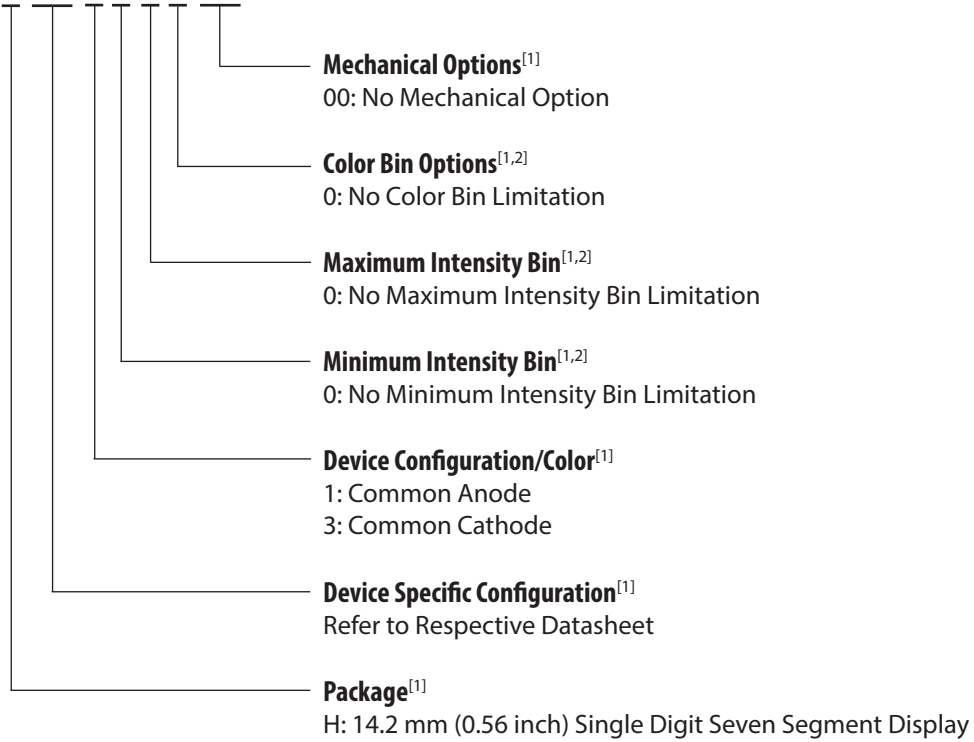 Mechanical Options[1]
00: No Mechanical Option
Color Bin Options[1,2]
0: No Color Bin Limitation
Maximum Intensity Bin[1,2]
0: No Maximum Intensity Bin Limitation
Minimum Intensity Bin[1,2]
0: No Minimum Intensity Bin Limitation
Device Configuration/Color[1]
1: Common Anode
3: Common Cathode
Device Specific Configuration[1]
Refer to Respective Datasheet
Package[1]
H: 14.2 mm (0.56 inch) Single Digit Seven Segment Display